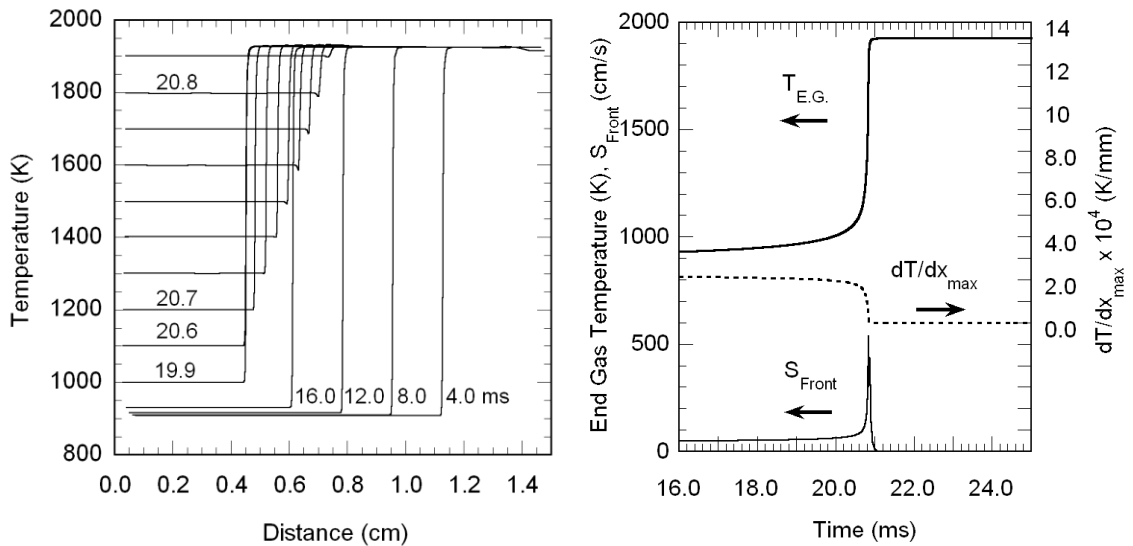 2000
1800
1600
1400
1200
1000
800
Temperature (K)
20.8
20.7
20.6
19.9
16.0
12.0
8.0
4.0 ms
0.0 0.2 0.4 0.6 0.8 1.0 1.2 1.4
Distance (cm)
2000
1500
1000
500
0
End Gas Temperature (K), S_Front (cm/s)
T_E.G.
dT/dx_max
S_Front
14
12
10
8.0
6.0
4.0
2.0
0.0
dT/dx_max x 10^4 (K/mm)
16.0 18.0 20.0 22.0 24.0
Time (ms)